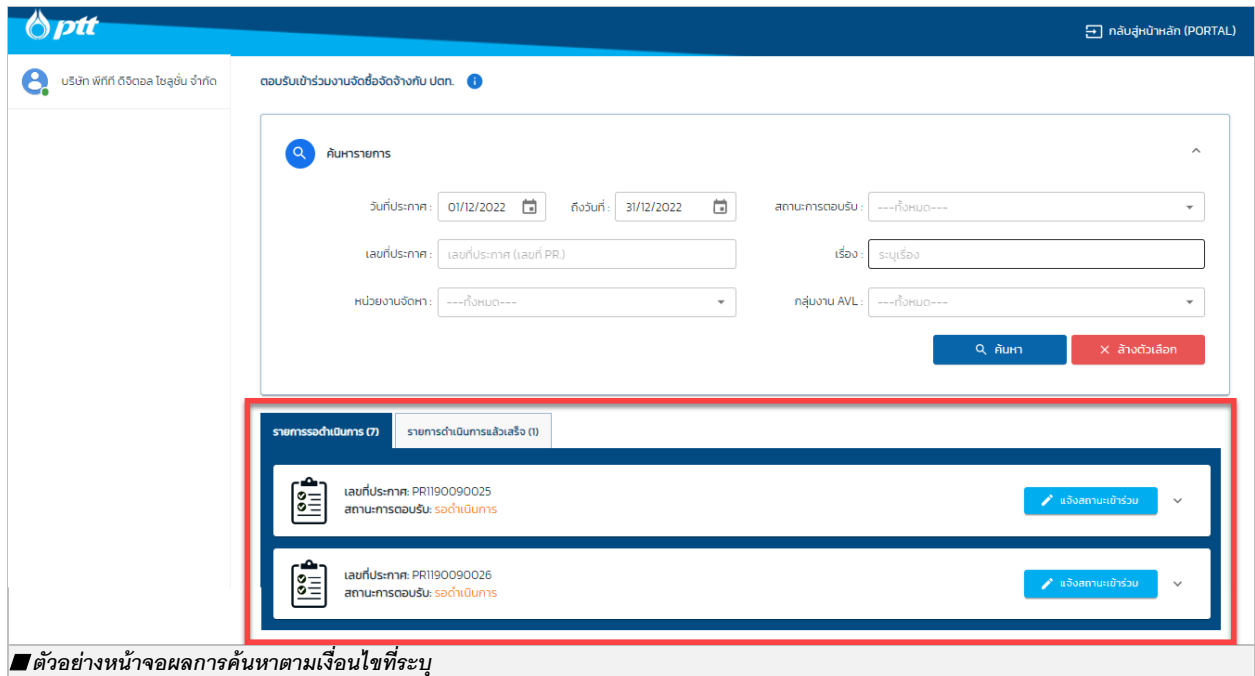 ptt
กลับสู่หน้าหลัก (PORTAL)
บริษัท พีทีที ดิจิตอล โซลูชั่น จำกัด
ตอบรับเข้าร่วมงานจัดซื้อจัดจ้างกับ ปตท.
ค้นหารายการ
วันที่ประกาศ : 01/12/2022 ถึงวันที่ : 31/12/2022 สถานะการตอบรับ : ---ทั้งหมด---
เลขที่ประกาศ : เลขที่ประกาศ (เลขที่ PR.) เรื่อง : ระบุเรื่อง
หน่วยงานจัดหา : ---ทั้งหมด--- กลุ่มงาน AVL : ---ทั้งหมด---
ค้นหา ล้างตัวเลือก
รายการรอดำเนินการ (7) รายการดำเนินการแล้วเสร็จ (1)
เลขที่ประกาศ: PR1190090025
สถานะการตอบรับ: รอดำเนินการ
แจ้งสถานะเข้าร่วม
เลขที่ประกาศ: PR1190090026
สถานะการตอบรับ: รอดำเนินการ
แจ้งสถานะเข้าร่วม
ตัวอย่างหน้าจอผลการค้นหาตามเงื่อนไขที่ระบุ